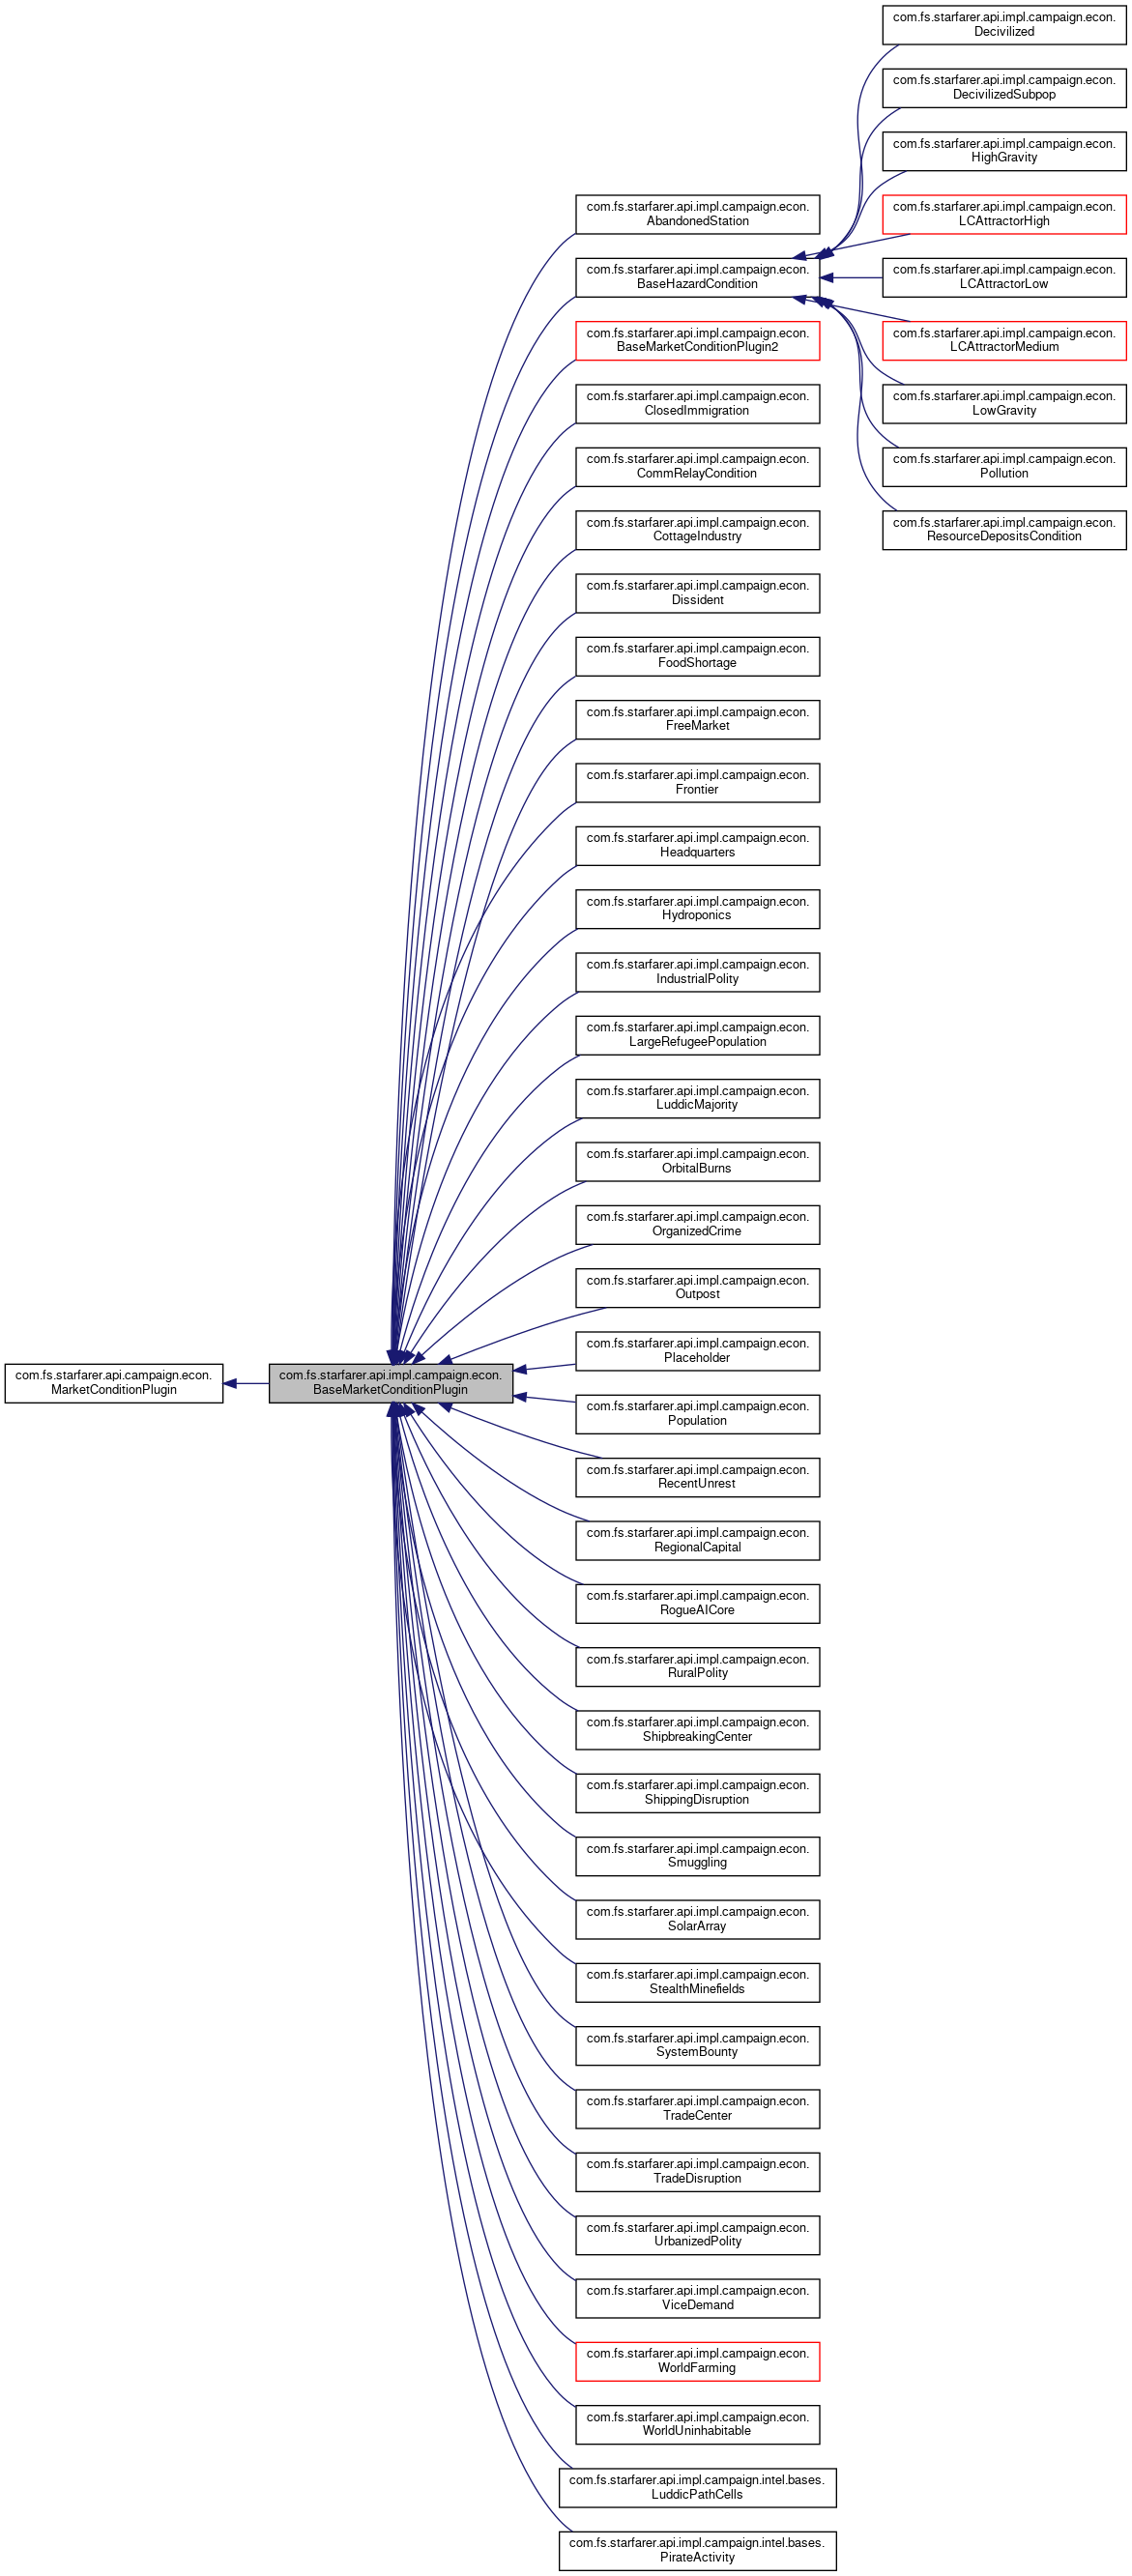 com.fs.starfarer.api.campaign.econ.
MarketConditionPlugin
com.fs.starfarer.api.impl.campaign.econ.
BaseMarketConditionPlugin
com.fs.starfarer.api.impl.campaign.econ.
AbandonedStation
com.fs.starfarer.api.impl.campaign.econ.
BaseHazardCondition
com.fs.starfarer.api.impl.campaign.econ.
BaseMarketConditionPlugin2
com.fs.starfarer.api.impl.campaign.econ.
ClosedImmigration
com.fs.starfarer.api.impl.campaign.econ.
CommRelayCondition
com.fs.starfarer.api.impl.campaign.econ.
CottageIndustry
com.fs.starfarer.api.impl.campaign.econ.
Dissident
com.fs.starfarer.api.impl.campaign.econ.
FoodShortage
com.fs.starfarer.api.impl.campaign.econ.
FreeMarket
com.fs.starfarer.api.impl.campaign.econ.
Frontier
com.fs.starfarer.api.impl.campaign.econ.
Headquarters
com.fs.starfarer.api.impl.campaign.econ.
Hydroponics
com.fs.starfarer.api.impl.campaign.econ.
IndustrialPolity
com.fs.starfarer.api.impl.campaign.econ.
LargeRefugeePopulation
com.fs.starfarer.api.impl.campaign.econ.
LuddicMajority
com.fs.starfarer.api.impl.campaign.econ.
OrbitalBurns
com.fs.starfarer.api.impl.campaign.econ.
OrganizedCrime
com.fs.starfarer.api.impl.campaign.econ.
Outpost
com.fs.starfarer.api.impl.campaign.econ.
Placeholder
com.fs.starfarer.api.impl.campaign.econ.
Population
com.fs.starfarer.api.impl.campaign.econ.
RecentUnrest
com.fs.starfarer.api.impl.campaign.econ.
RegionalCapital
com.fs.starfarer.api.impl.campaign.econ.
RogueAICore
com.fs.starfarer.api.impl.campaign.econ.
RuralPolity
com.fs.starfarer.api.impl.campaign.econ.
ShipbreakingCenter
com.fs.starfarer.api.impl.campaign.econ.
ShippingDisruption
com.fs.starfarer.api.impl.campaign.econ.
Smuggling
com.fs.starfarer.api.impl.campaign.econ.
SolarArray
com.fs.starfarer.api.impl.campaign.econ.
StealthMinefields
com.fs.starfarer.api.impl.campaign.econ.
SystemBounty
com.fs.starfarer.api.impl.campaign.econ.
TradeCenter
com.fs.starfarer.api.impl.campaign.econ.
TradeDisruption
com.fs.starfarer.api.impl.campaign.econ.
UrbanizedPolity
com.fs.starfarer.api.impl.campaign.econ.
ViceDemand
com.fs.starfarer.api.impl.campaign.econ.
WorldFarming
com.fs.starfarer.api.impl.campaign.econ.
WorldUninhabitable
com.fs.starfarer.api.impl.campaign.intel.bases.
LuddicPathCells
com.fs.starfarer.api.impl.campaign.intel.bases.
PirateActivity
com.fs.starfarer.api.impl.campaign.econ.
Decivilized
com.fs.starfarer.api.impl.campaign.econ.
DecivilizedSubpop
com.fs.starfarer.api.impl.campaign.econ.
HighGravity
com.fs.starfarer.api.impl.campaign.econ.
LCAttractorHigh
com.fs.starfarer.api.impl.campaign.econ.
LCAttractorLow
com.fs.starfarer.api.impl.campaign.econ.
LCAttractorMedium
com.fs.starfarer.api.impl.campaign.econ.
LowGravity
com.fs.starfarer.api.impl.campaign.econ.
Pollution
com.fs.starfarer.api.impl.campaign.econ.
ResourceDepositsCondition